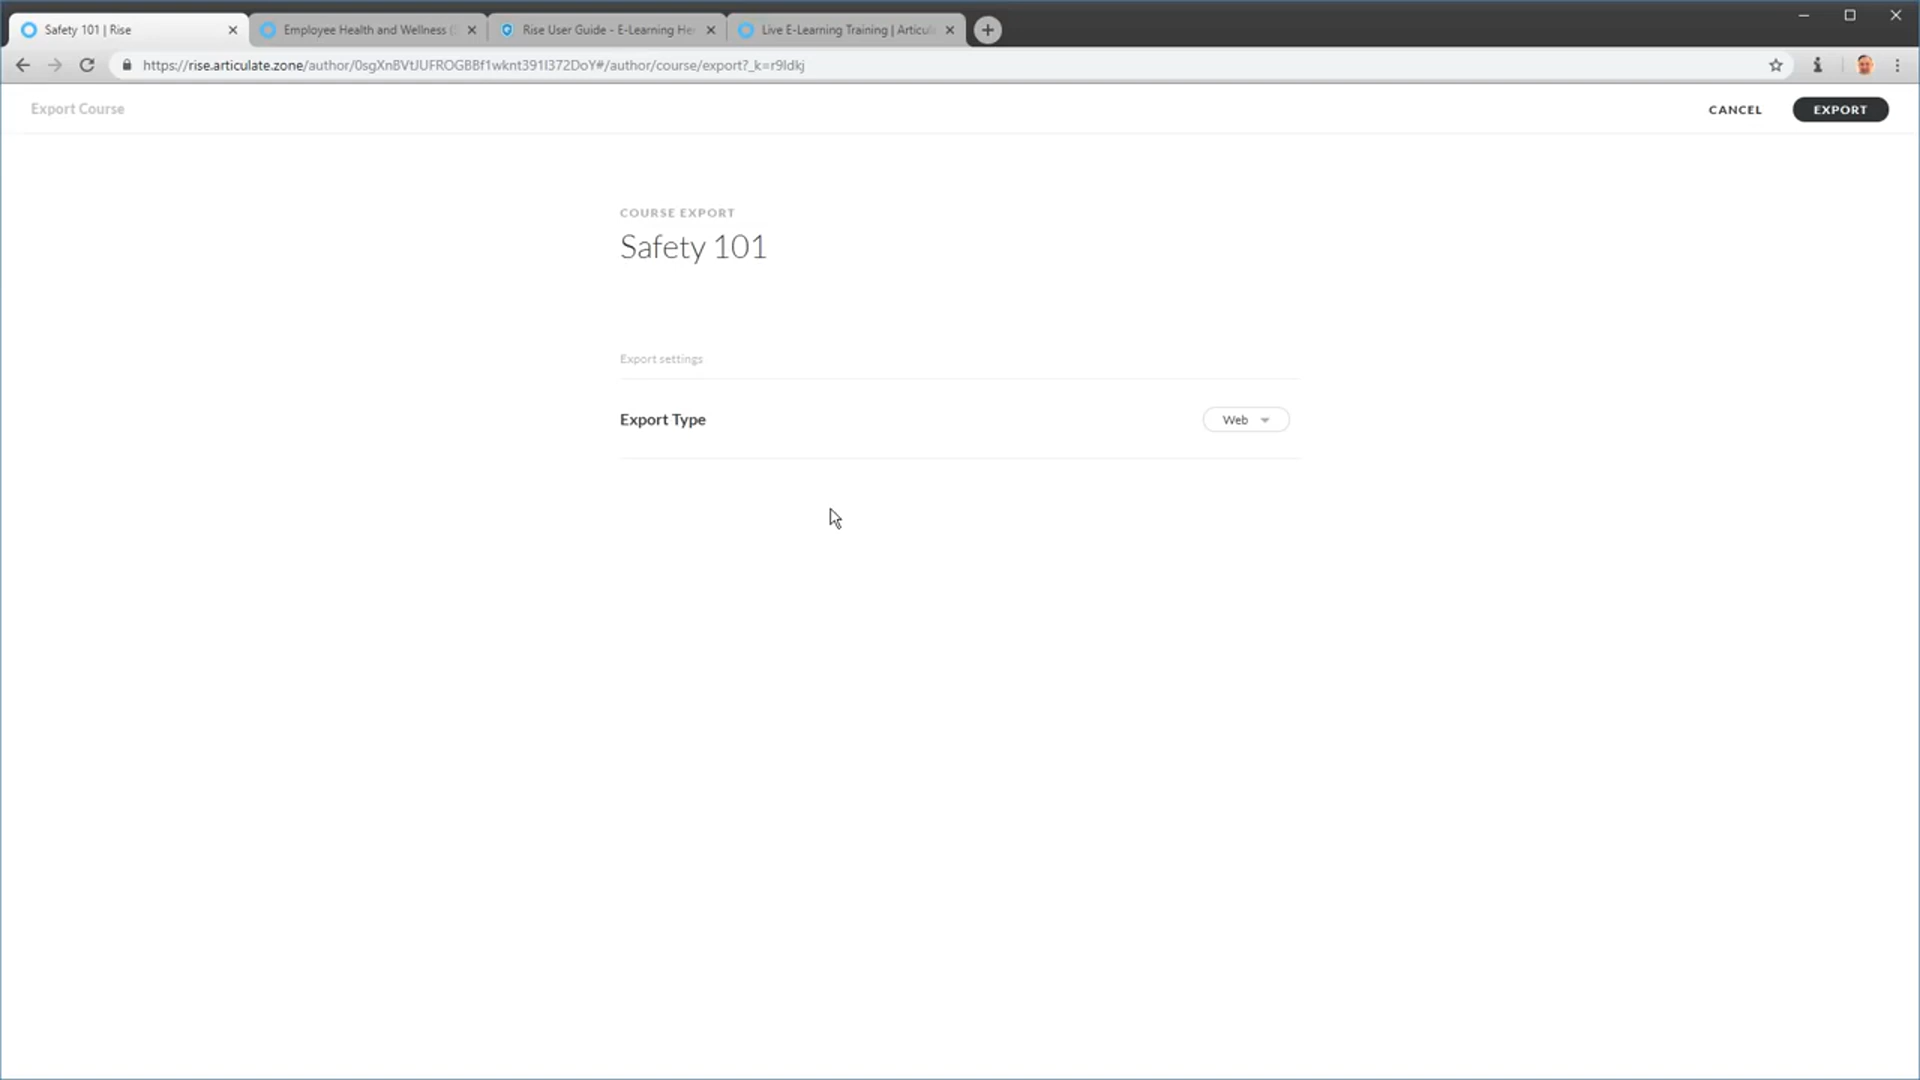 Safety 101 | Rise
Employee Health and Wellness
Rise User Guide - E-Learning He
Live E-Learning Training | Articul
https://rise.articulate.zone/author/0sgXnBVtJUFROGBBf1wknt391I372DoY#/author/course/export?_k=r9ldkj
Export Course
CANCEL
EXPORT
COURSE EXPORT
Safety 101
Export settings
Export Type
Web